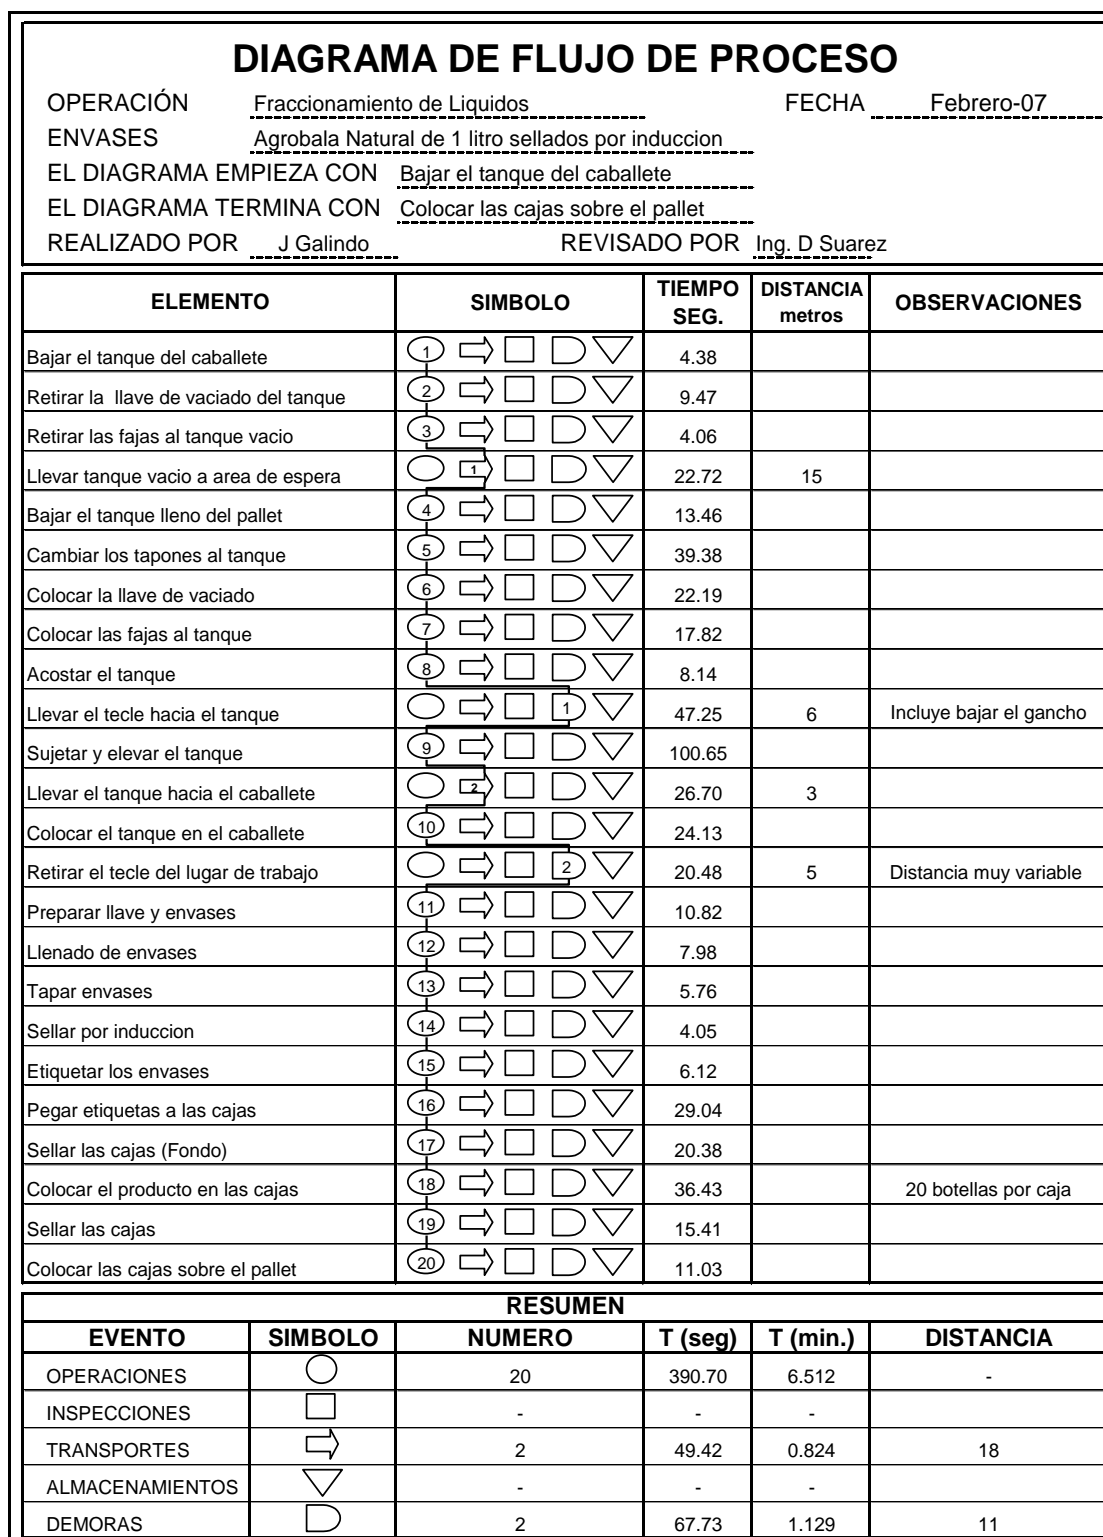 DIAGRAMA DE FLUJO DE PROCESO
OPERACIÓN Fraccionamiento de Liquidos FECHA Febrero-07
ENVASES Agrobala Natural de 1 litro sellados por induccion
EL DIAGRAMA EMPIEZA CON Bajar el tanque del caballete
EL DIAGRAMA TERMINA CON Colocar las cajas sobre el pallet
REALIZADO POR J Galindo REVISADO POR Ing. D Suarez
ELEMENTO SIMBOLO TIEMPO SEG. DISTANCIA metros OBSERVACIONES
Bajar el tanque del caballete 1 4.38
Retirar la llave de vaciado del tanque 2 9.47
Retirar las fajas al tanque vacio 3 4.06
Llevar tanque vacio a area de espera 1 22.72 15
Bajar el tanque lleno del pallet 4 13.46
Cambiar los tapones al tanque 5 39.38
Colocar la llave de vaciado 6 22.19
Colocar las fajas al tanque 7 17.82
Acostar el tanque 8 8.14
Llevar el tecle hacia el tanque 1 47.25 6 Incluye bajar el gancho
Sujetar y elevar el tanque 9 100.65
Llevar el tanque hacia el caballete 2 26.70 3
Colocar el tanque en el caballete 10 24.13
Retirar el tecle del lugar de trabajo 2 20.48 5 Distancia muy variable
Preparar llave y envases 11 10.82
Llenado de envases 12 7.98
Tapar envases 13 5.76
Sellar por induccion 14 4.05
Etiquetar los envases 15 6.12
Pegar etiquetas a las cajas 16 29.04
Sellar las cajas (Fondo) 17 20.38
Colocar el producto en las cajas 18 36.43 20 botellas por caja
Sellar las cajas 19 15.41
Colocar las cajas sobre el pallet 20 11.03
RESUMEN
EVENTO SIMBOLO NUMERO T (seg) T (min.) DISTANCIA
OPERACIONES 20 390.70 6.512 -
INSPECCIONES - - -
TRANSPORTES 2 49.42 0.824 18
ALMACENAMIENTOS - - -
DEMORAS 2 67.73 1.129 11